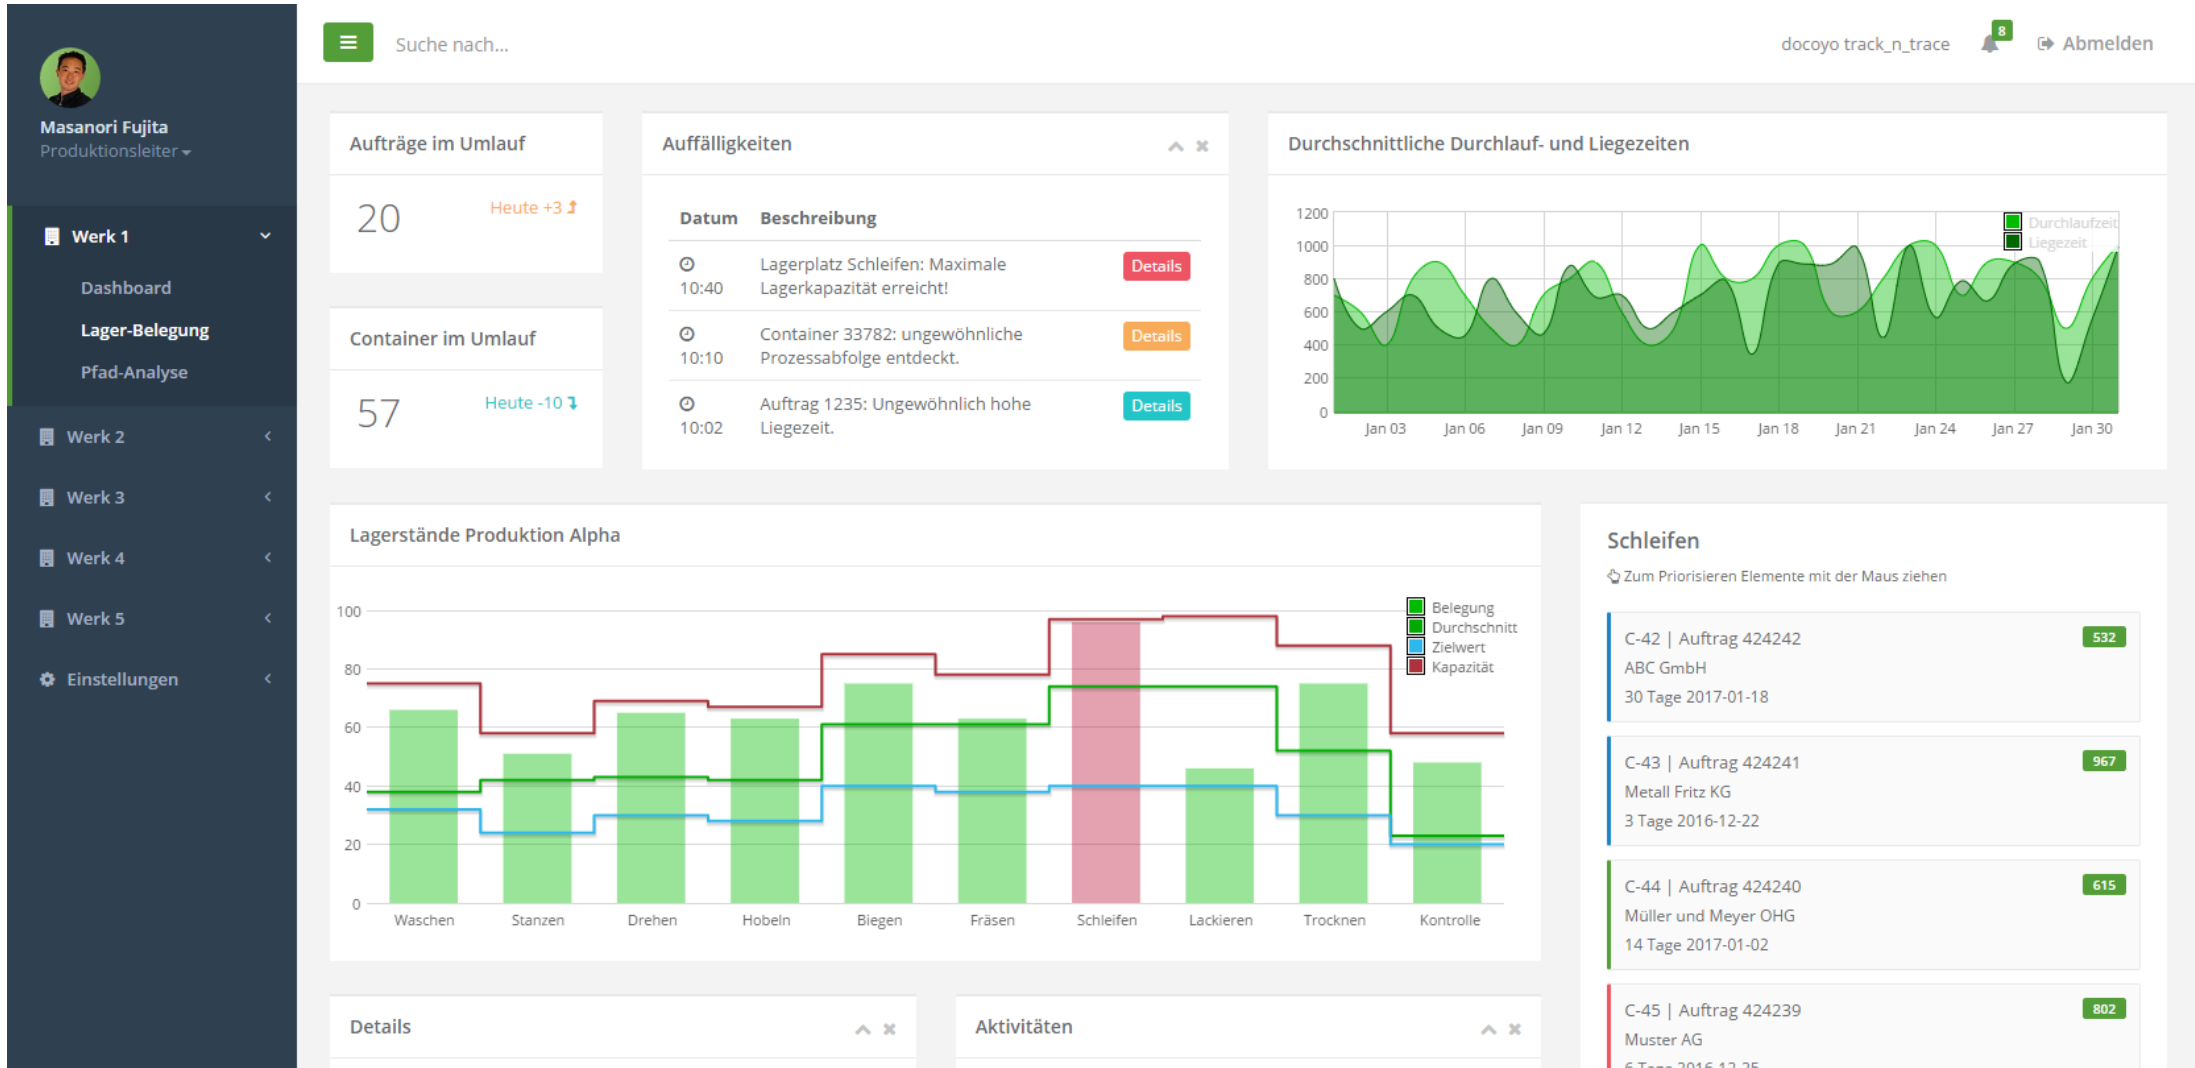 Masanori Fujita
Produktionsleiter
Werk 1
Dashboard
Lager-Belegung
Pfad-Analyse
Werk 2
Werk 3
Werk 4
Werk 5
Einstellungen
Suche nach...
docoyo track_n_trace
8
Abmelden
Aufträge im Umlauf
20
Heute +3
Container im Umlauf
57
Heute -10
Auffälligkeiten
Datum Beschreibung
10:40
Lagerplatz Schleifen: Maximale
Lagerkapazität erreicht!
Details
10:10
Container 33782: ungewöhnliche
Prozessabfolge entdeckt.
Details
10:02
Auftrag 1235: Ungewöhnlich hohe
Liegezeit.
Details
Durchschnittliche Durchlauf- und Liegezeiten
1200
1000
800
600
400
200
0
Durchlaufzeit
Liegezeit
Jan 03 Jan 06 Jan 09 Jan 12 Jan 15 Jan 18 Jan 21 Jan 24 Jan 27 Jan 30
Lagerstände Produktion Alpha
100
80
60
40
20
0
Belegung
Durchschnitt
Zielwert
Kapazität
Waschen Stanzen Drehen Hobeln Biegen Fräsen Schleifen Lackieren Trocknen Kontrolle
Schleifen
Zum Priorisieren Elemente mit der Maus ziehen
C-42 | Auftrag 424242
532
ABC GmbH
30 Tage 2017-01-18
C-43 | Auftrag 424241
967
Metall Fritz KG
3 Tage 2016-12-22
C-44 | Auftrag 424240
615
Müller und Meyer OHG
14 Tage 2017-01-02
C-45 | Auftrag 424239
802
Muster AG
6 Tage 2016-12-25
Details
Aktivitäten